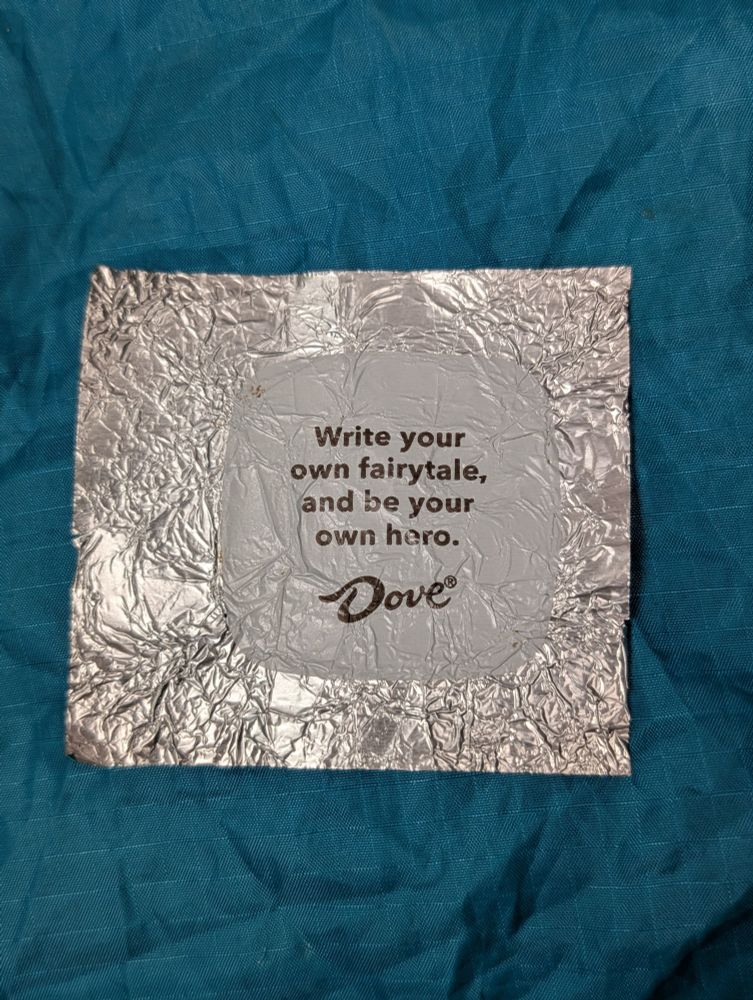 Write your
own fairytale,
and be your
own hero.
Dove®